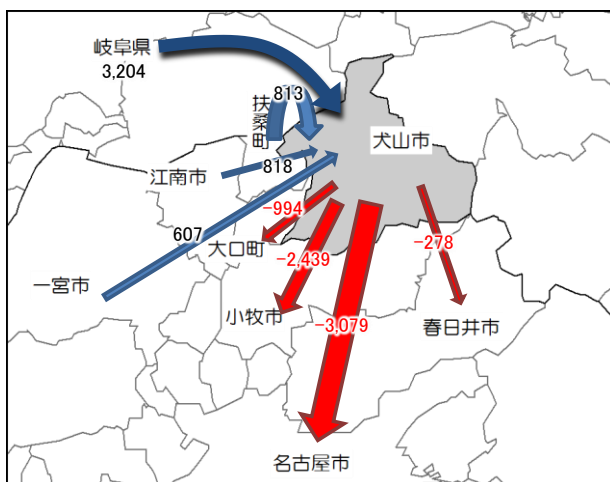 岐阜県
3,204
扶桑町
813
犬山市
江南市
818
-994
607
大口町
-278
-2,439
一宮市
小牧市
-3,079
春日井市
名古屋市